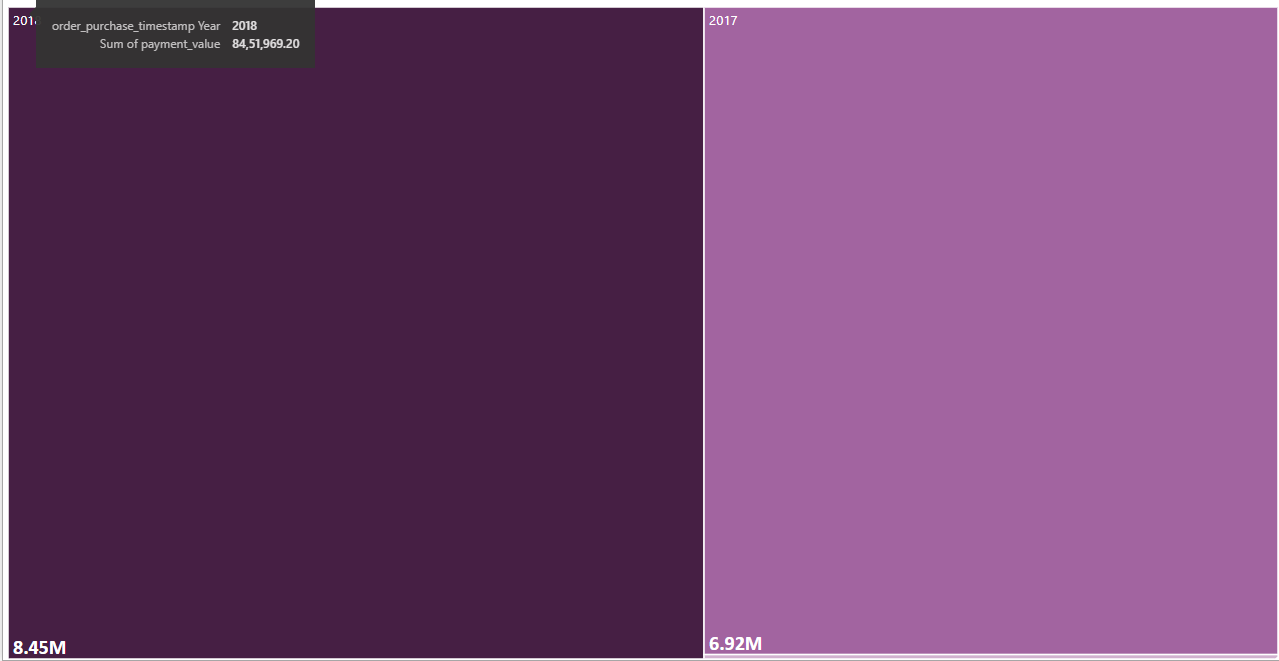 order_purchase_timestamp Year 2018
Sum of payment_value 84,51,969.20
2017
8.45M
6.92M